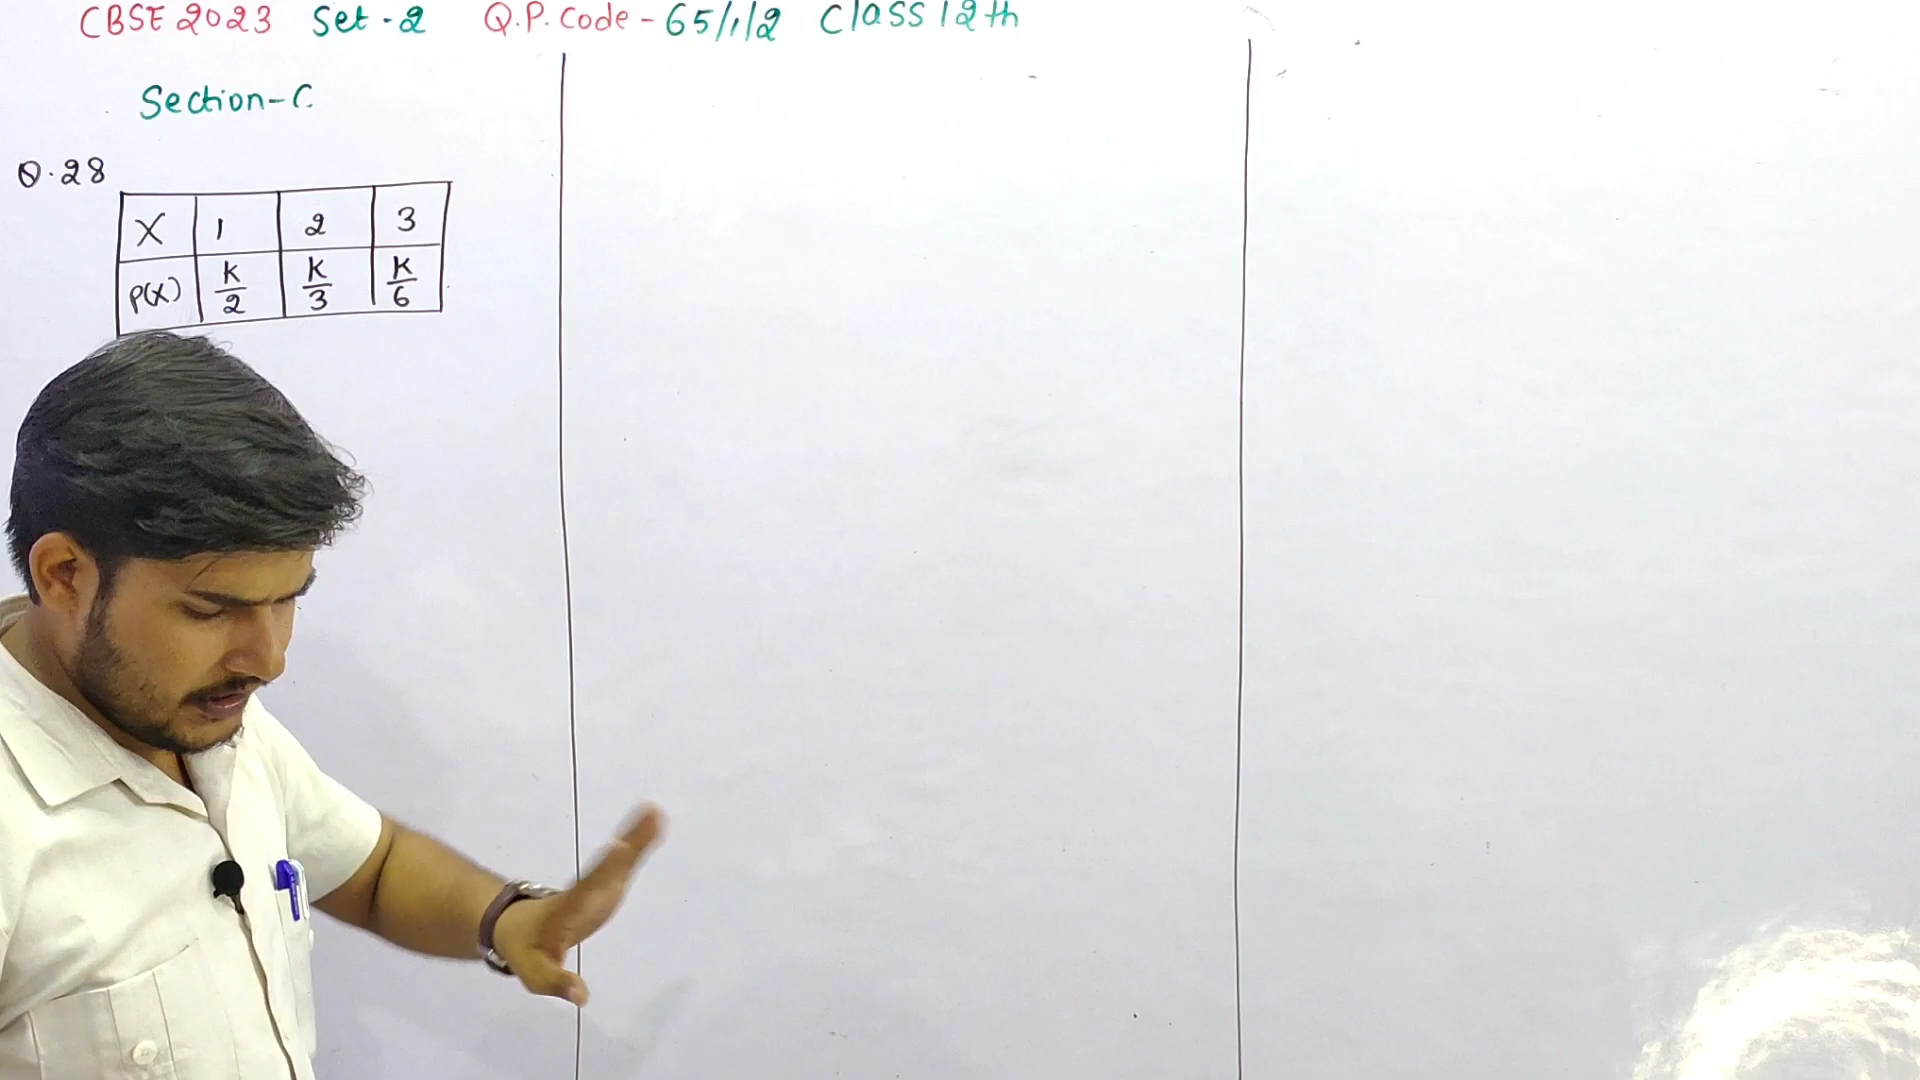 CBSE 2023 Set-2 Q.P. Code - 65/1/2 Class 12th
Section-C
Q.28
X 1 2 3
P(X) K/2 K/3 K/6